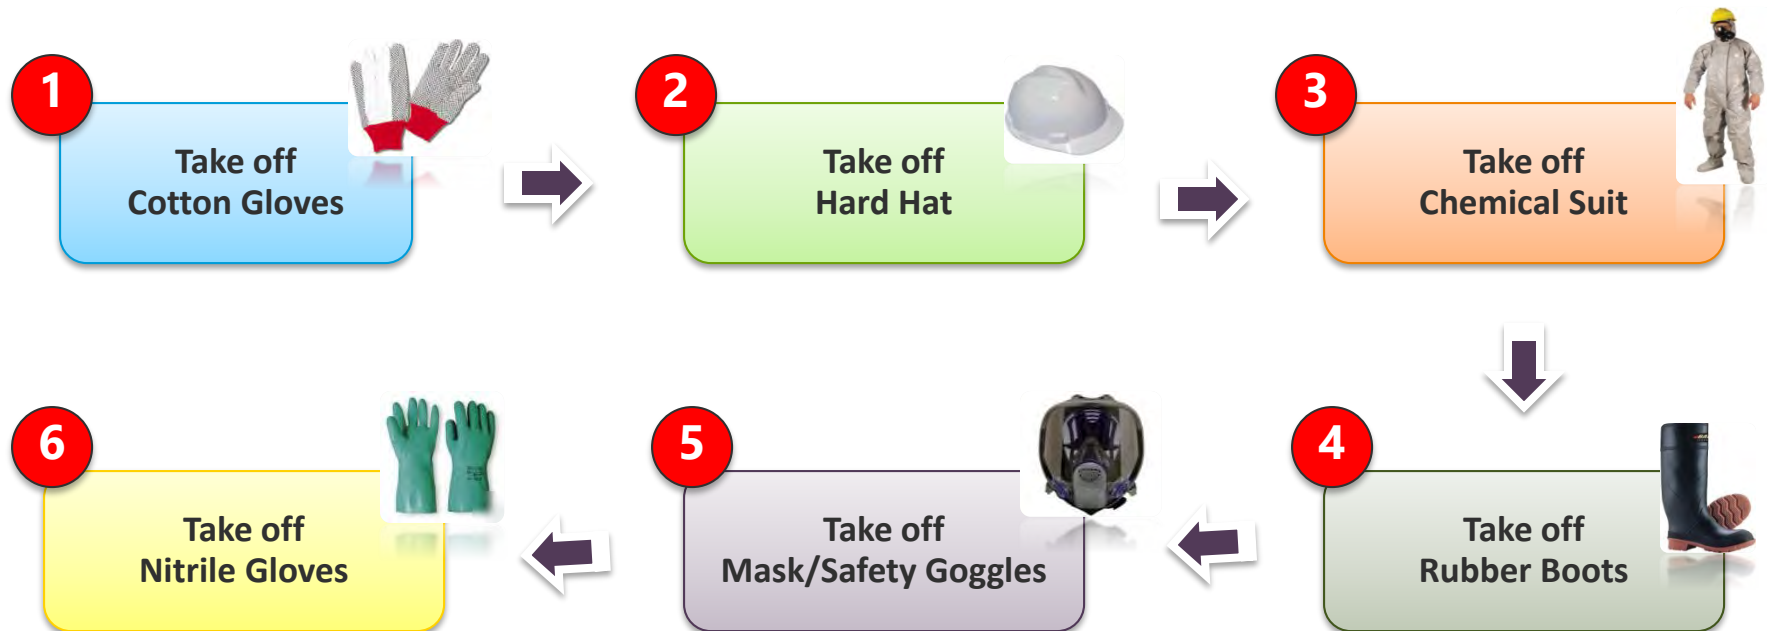 1
Take off
Cotton Gloves
2
Take off
Hard Hat
3
Take off
Chemical Suit
4
Take off
Rubber Boots
5
Take off
Mask/Safety Goggles
6
Take off
Nitrile Gloves